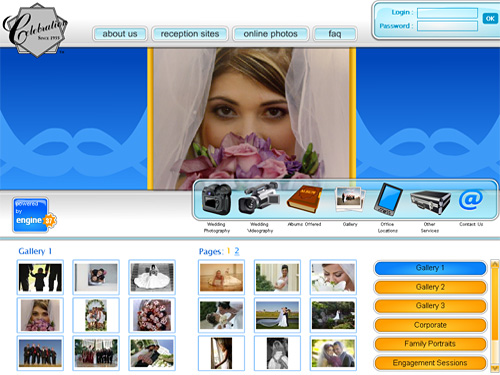 Celebration
Since 1951
about us
reception sites
online photos
faq
Login :
Password :
OK
powered
by
engine 37
ALBUM
Wedding Photography
Wedding Videography
Albums Offered
Gallery
Office Locations
Other Services
Contact Us
Gallery 1
Pages: 1 2
Gallery 1
Gallery 2
Gallery 3
Corporate
Family Portraits
Engagement Sessions